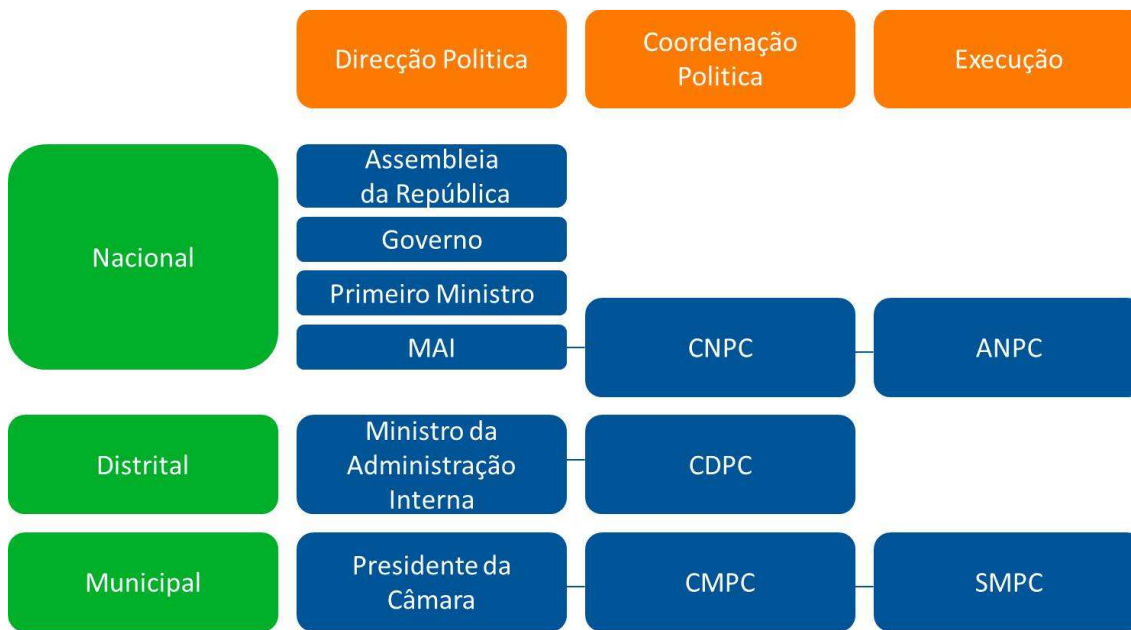 Direcção Politica
Coordenação
Politica
Execução
Nacional
Assembleia
da República
Governo
Primeiro Ministro
MAI
CNPC
ANPC
Distrital
Ministro da
Administração
Interna
CDPC
Municipal
Presidente da
Câmara
CMPC
SMPC